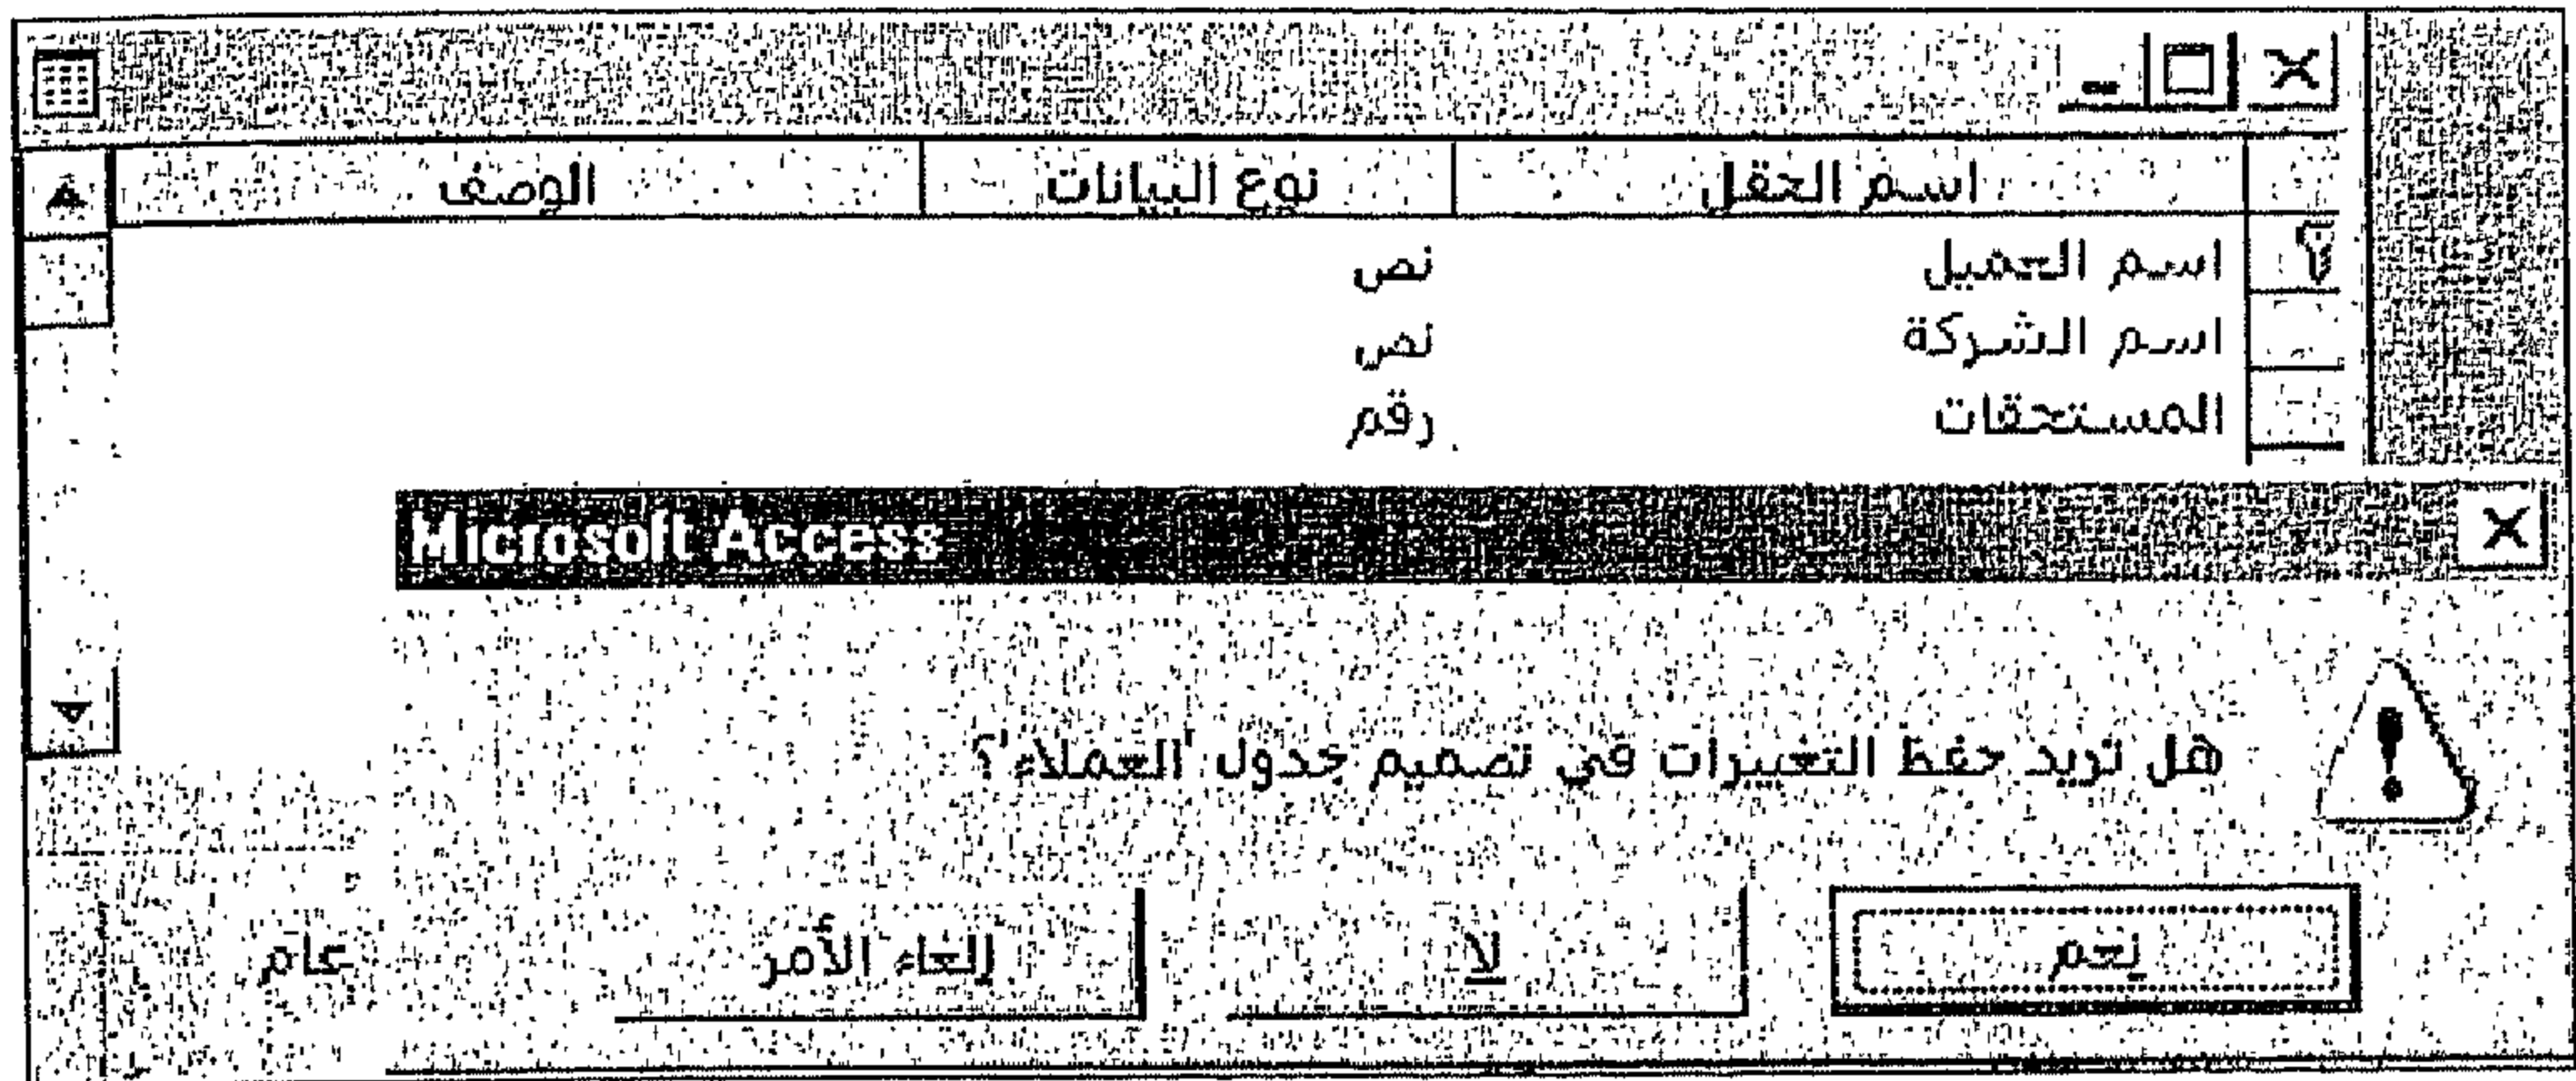 اسم الحقل نوع البيانات الوصف
اسم العميل نص
اسم الشركة نص
المستحقات رقم
Microsoft Access
هل تريد حفظ التغييرات في تصميم جدول 'العملاء'؟
نعم لا إلغاء الأمر عام